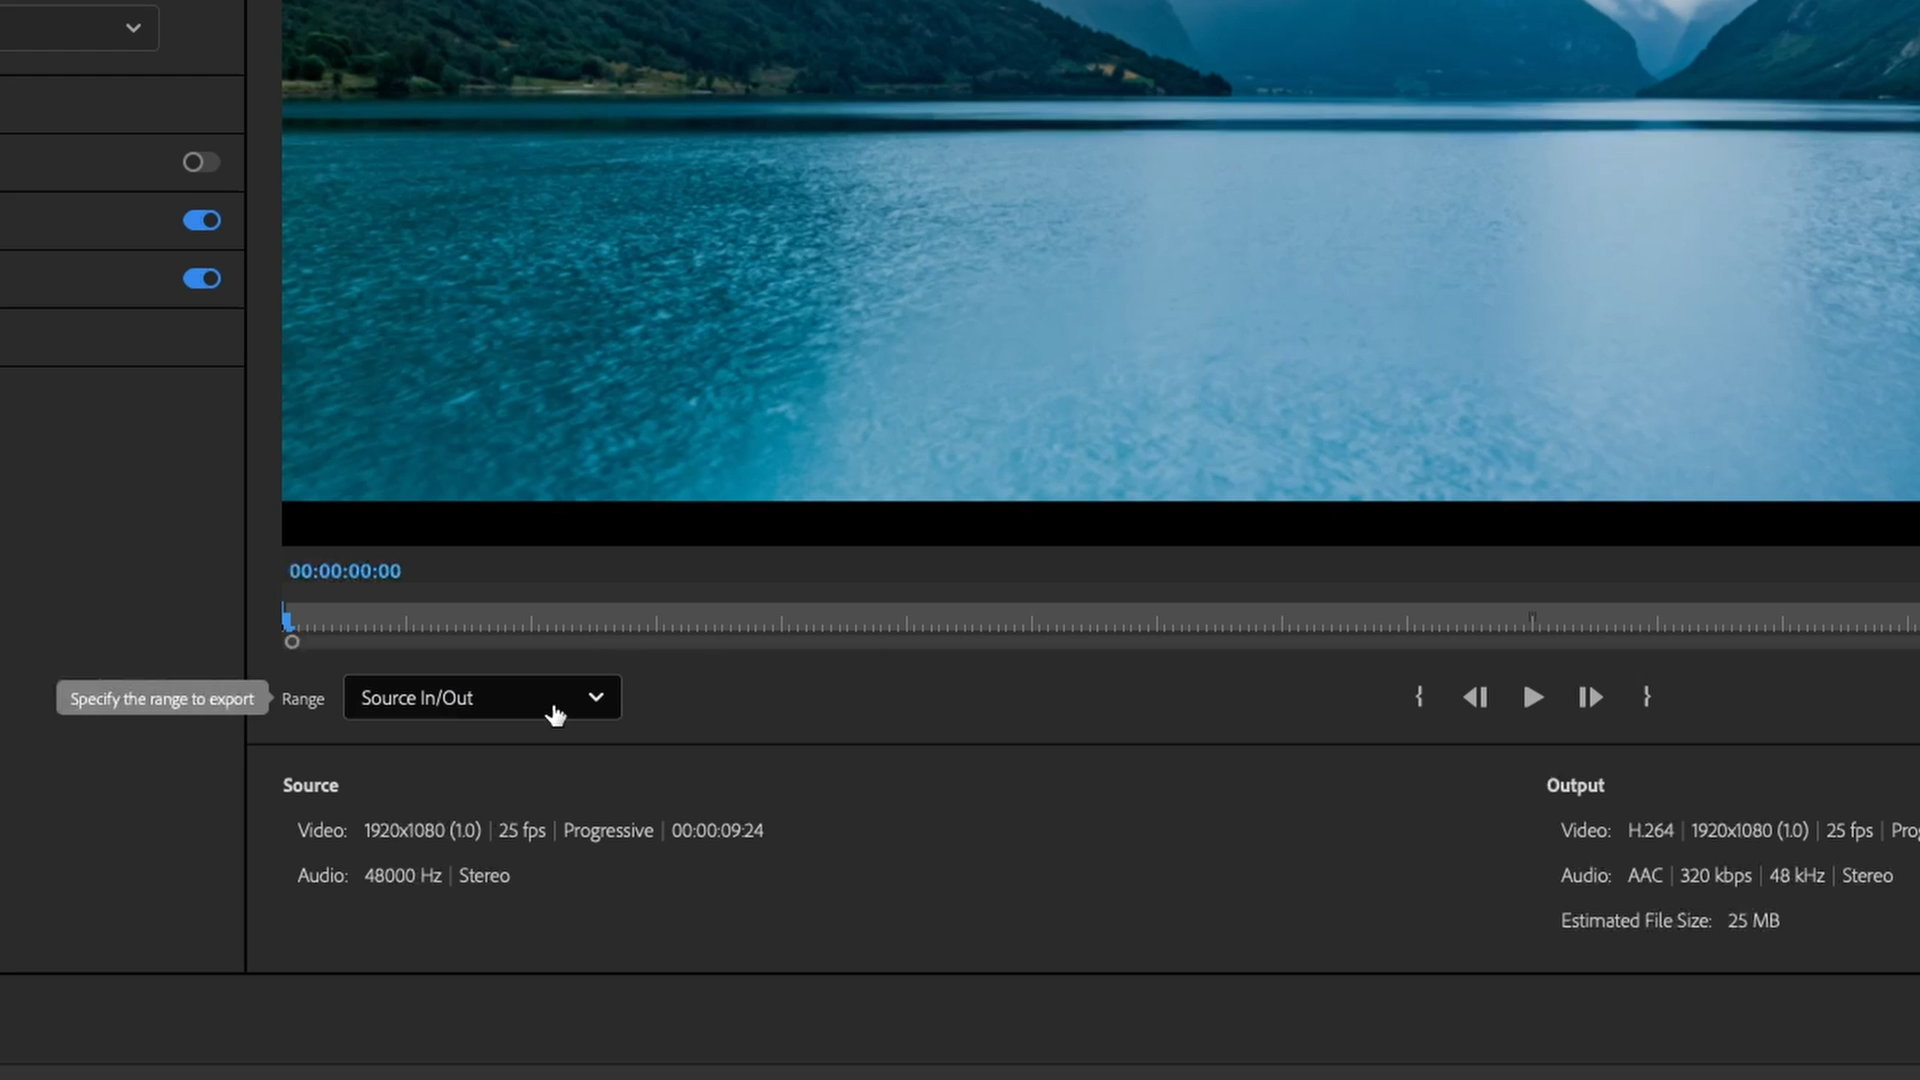 00:00:00:00
Specify the range to export
Range
Source In/Out
Source
Video: 1920x1080 (1.0) | 25 fps | Progressive | 00:00:09:24
Audio: 48000 Hz | Stereo
Output
Video: H.264 | 1920x1080 (1.0) | 25 fps | Prog
Audio: AAC | 320 kbps | 48 kHz | Stereo
Estimated File Size: 25 MB